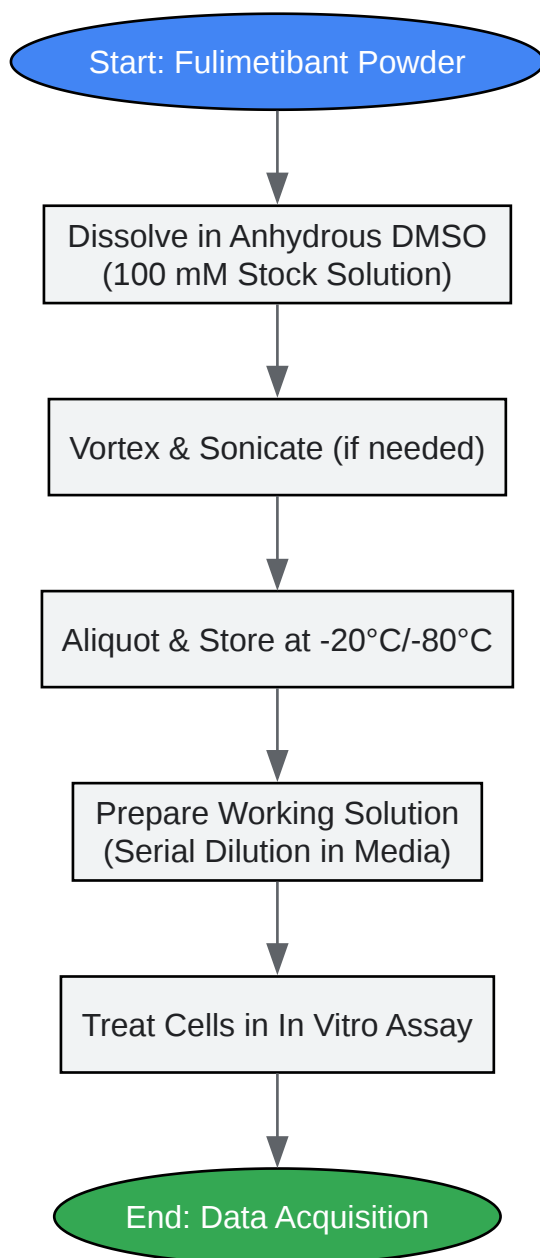 Start: Fulimetibant Powder
Dissolve in Anhydrous DMSO
(100 mM Stock Solution)
Vortex & Sonicate (if needed)
Aliquot & Store at -20°C/-80°C
Prepare Working Solution
(Serial Dilution in Media)
Treat Cells in In Vitro Assay
End: Data Acquisition